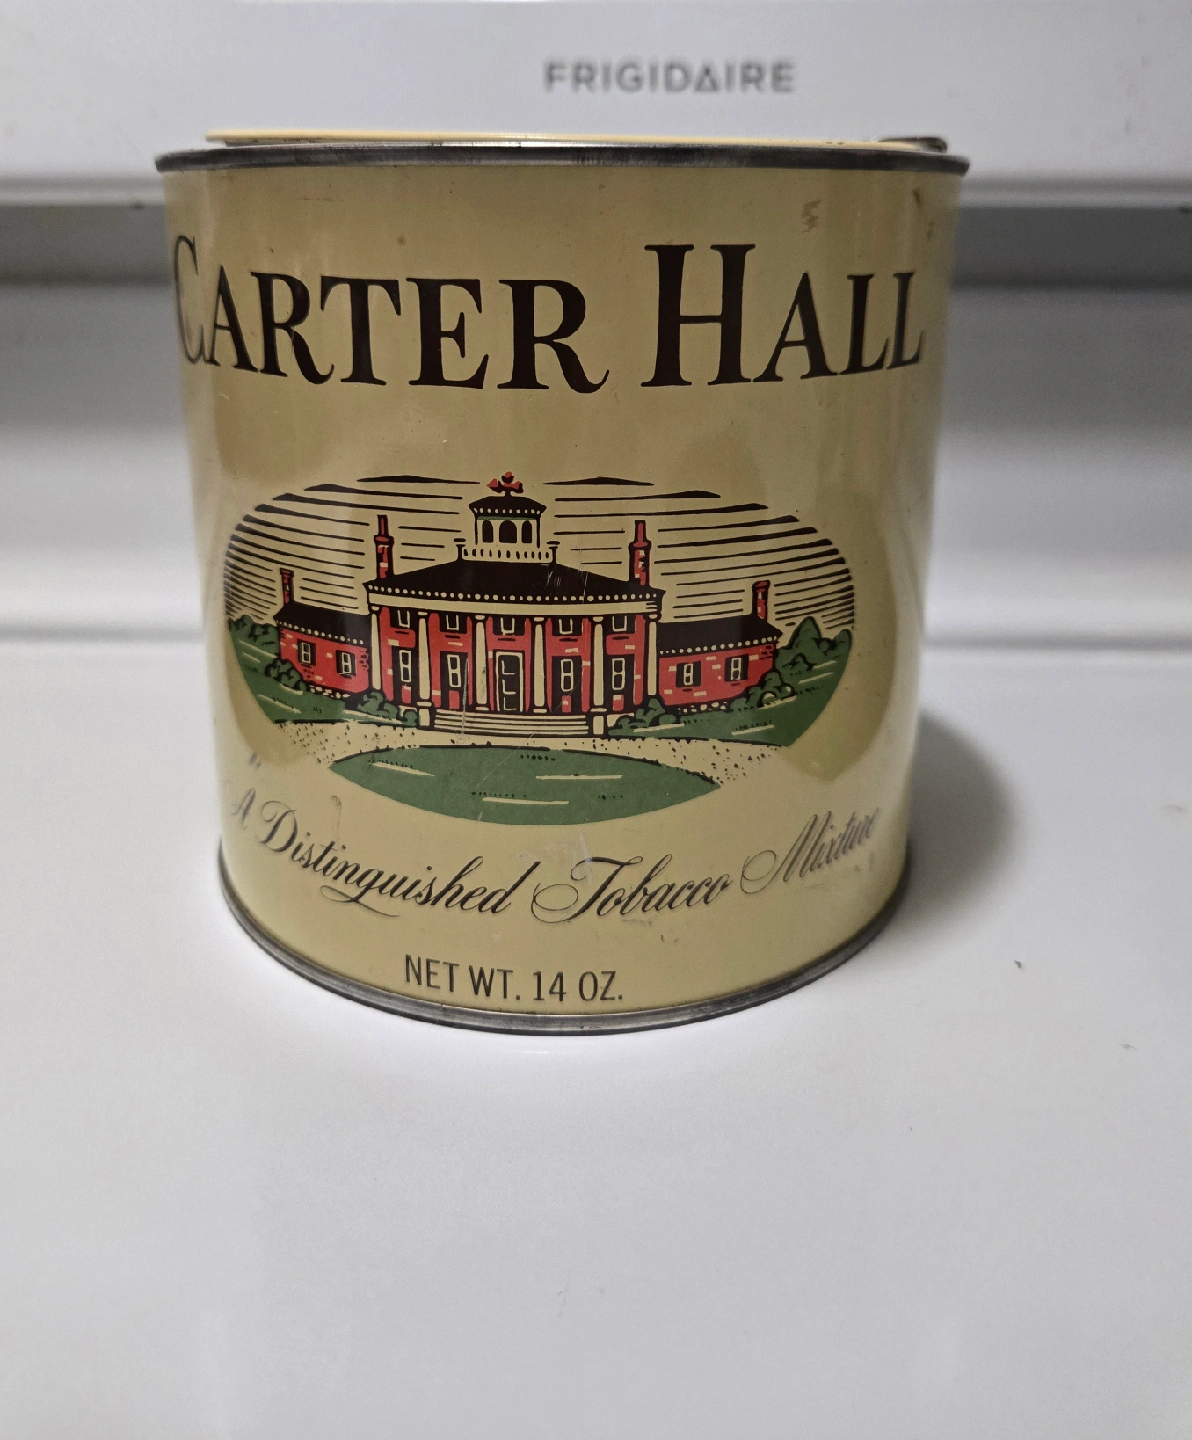 FRIGIDAIRE
CARTER HALL
A Distinguished Tobacco Mixture
NET WT. 14 OZ.